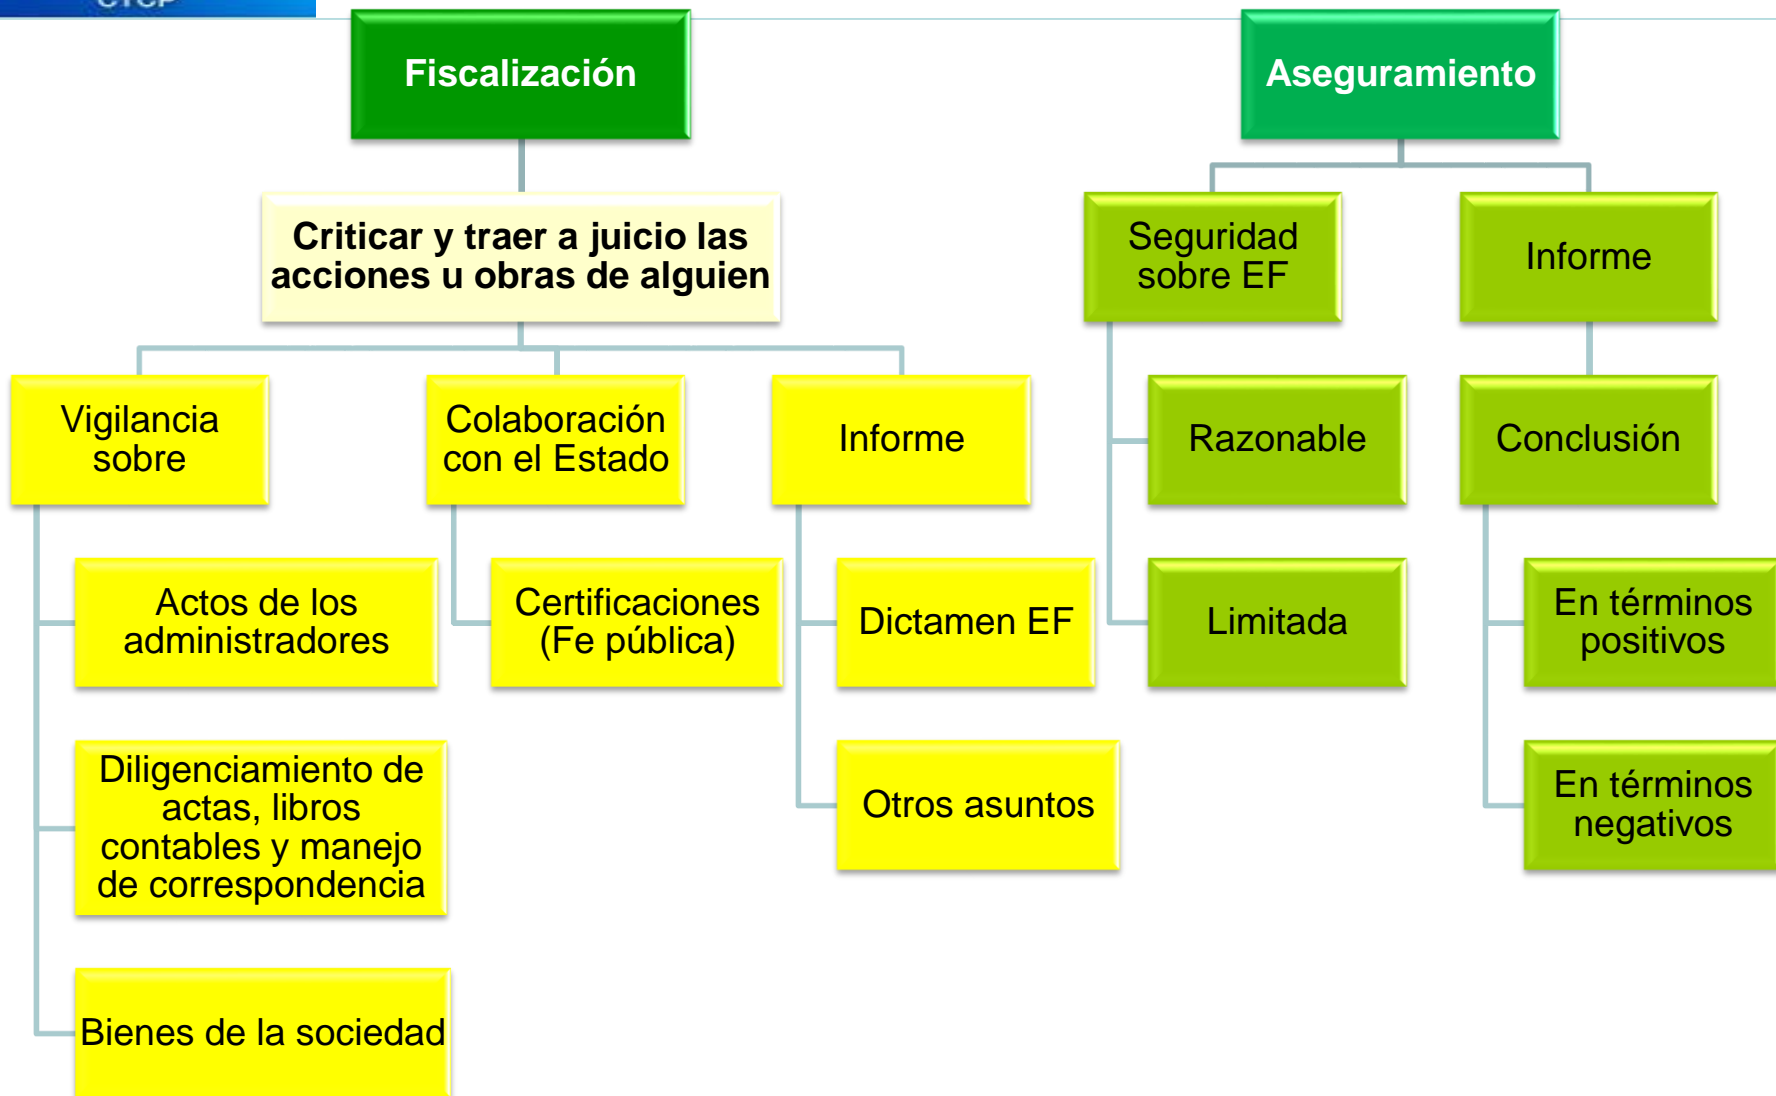 CTCP
Fiscalización
Aseguramiento
Criticar y traer a juicio las
acciones u obras de alguien
Seguridad
sobre EF
Informe
Vigilancia
sobre
Colaboración
con el Estado
Informe
Razonable
Conclusión
Actos de los
administradores
Certificaciones
(Fe pública)
Dictamen EF
Limitada
En términos
positivos
Diligenciamiento de
actas, libros
contables y manejo
de correspondencia
Otros asuntos
En términos
negativos
Bienes de la sociedad